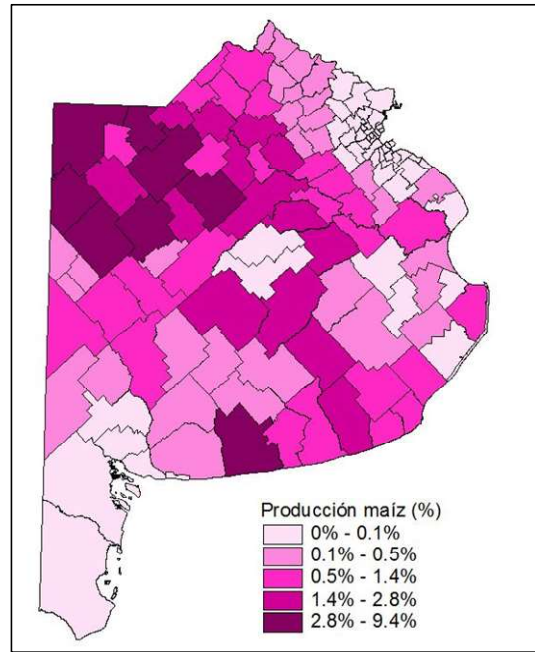 Producción maíz (%)
0% - 0.1%
0.1% - 0.5%
0.5% - 1.4%
1.4% - 2.8%
2.8% - 9.4%